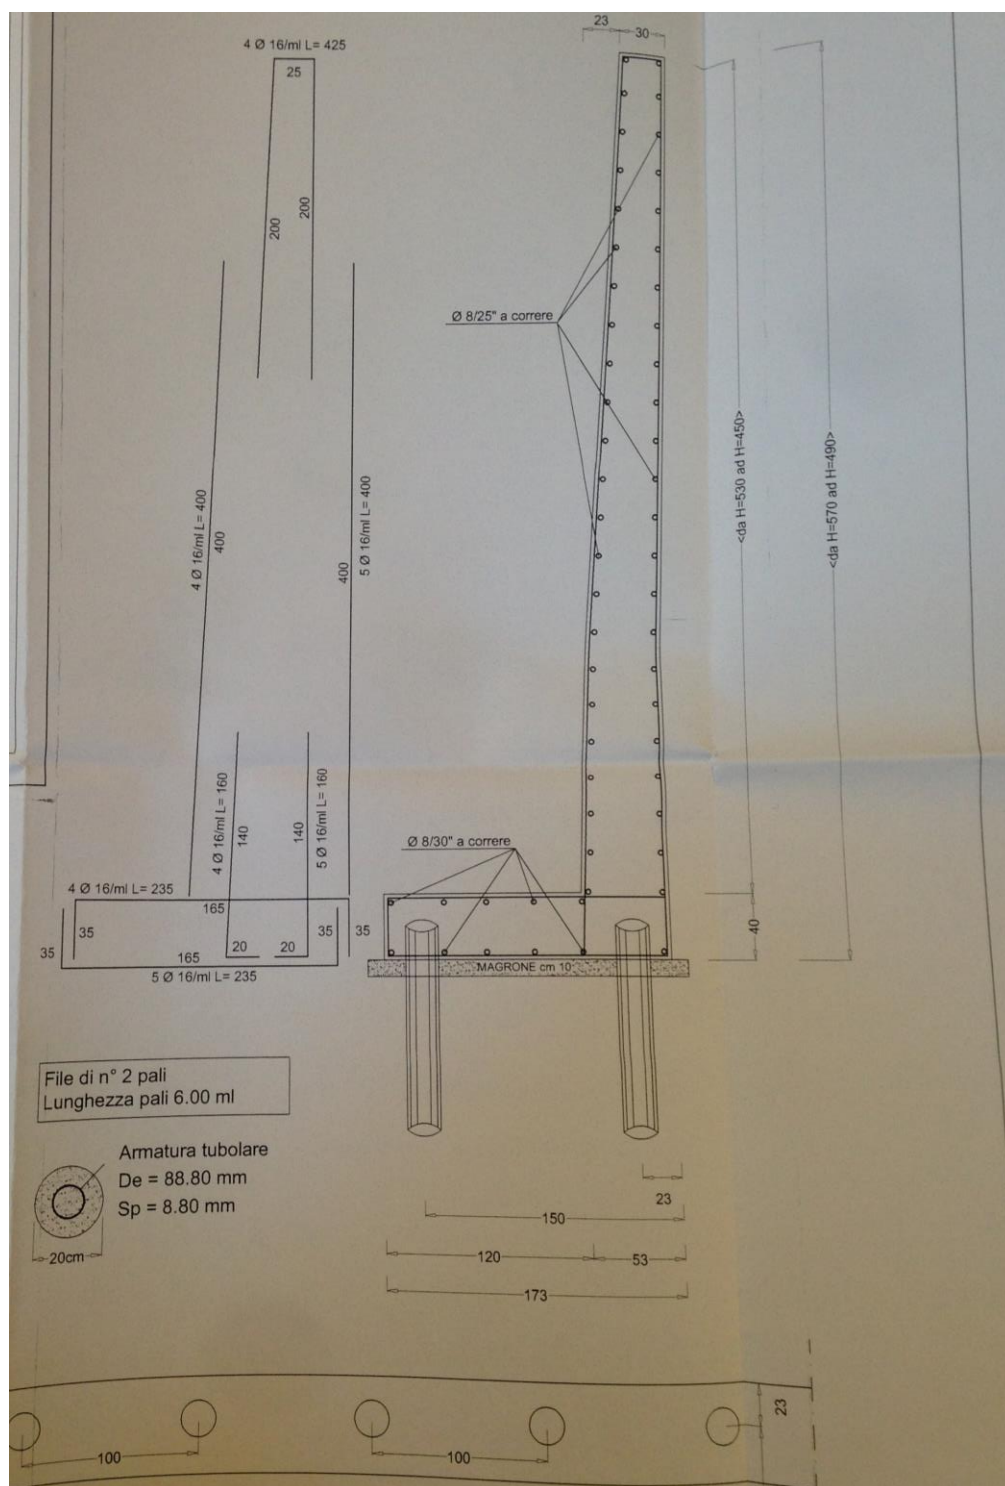 4 Ø 16/ml L= 425
25
200
200
23
30
Ø 8/25" a correre
<da H=530 ad H=450>
<da H=570 ad H=490>
4 Ø 16/ml L= 400
400
400
5 Ø 16/ml L= 400
4 Ø 16/ml L= 160
140
140
5 Ø 16/ml L= 160
Ø 8/30" a correre
4 Ø 16/ml L= 235
165
35
35
20
20
35
35
165
5 Ø 16/ml L= 235
40
MAGRONE cm 10
File di n° 2 pali
Lunghezza pali 6.00 ml
Armatura tubolare
De = 88.80 mm
Sp = 8.80 mm
20cm
23
150
120
53
173
100
100
23